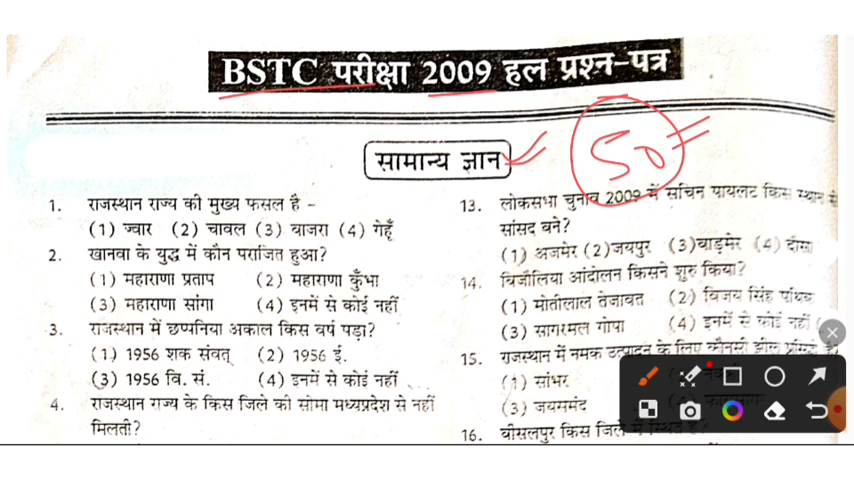 BSTC परीक्षा 2009 हल प्रश्न-पत्र
सामान्य ज्ञान
50
1. राजस्थान राज्य की मुख्य फसल है -
(1) ज्वार (2) चावल (3) बाजरा (4) गेहूँ
2. खानवा के युद्ध में कौन पराजित हुआ?
(1) महाराणा प्रताप (2) महाराणा कुँभा
(3) महाराणा सांगा (4) इनमें से कोई नहीं
3. राजस्थान में छप्पनिया अकाल किस वर्ष पड़ा?
(1) 1956 शक संवत् (2) 1956 ई.
(3) 1956 वि. सं. (4) इनमें से कोई नहीं
4. राजस्थान राज्य के किस जिले की सीमा मध्यप्रदेश से नहीं
मिलती?
13. लोकसभा चुनाव 2009 में सचिन पायलट किस स्थान से
सांसद बने?
(1) अजमेर (2) जयपुर (3) बाड़मेर (4) दौसा
14. बिजौलिया आंदोलन किसने शुरु किया?
(1) मोतीलाल तेजावत (2) विजय सिंह पथिक
(3) सागरमल गोपा (4) इनमें से कोई नहीं
15. राजस्थान में नमक उत्पादन के लिए कौनसी झील प्रसिद्ध है?
(1) सांभर
(3) जयसमंद
16. बीसलपुर किस जिले में स्थित है?